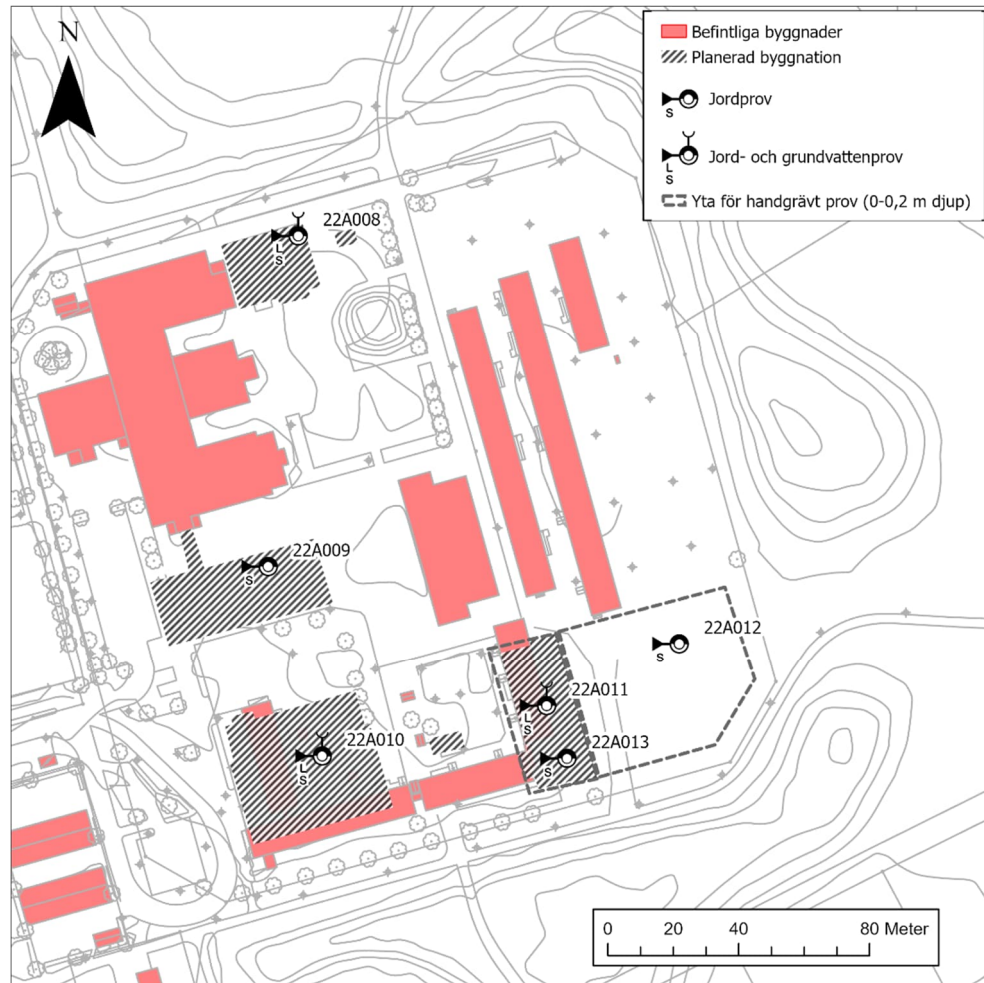 N
Befintliga byggnader
Planerad byggnation
S
Jordprov
L
S
Jord- och grundvattenprov
Yta för handgrävt prov (0-0,2 m djup)
22A008
L
S
22A009
S
22A012
S
22A011
L
S
22A010
L
S
22A013
S
0 20 40 80 Meter